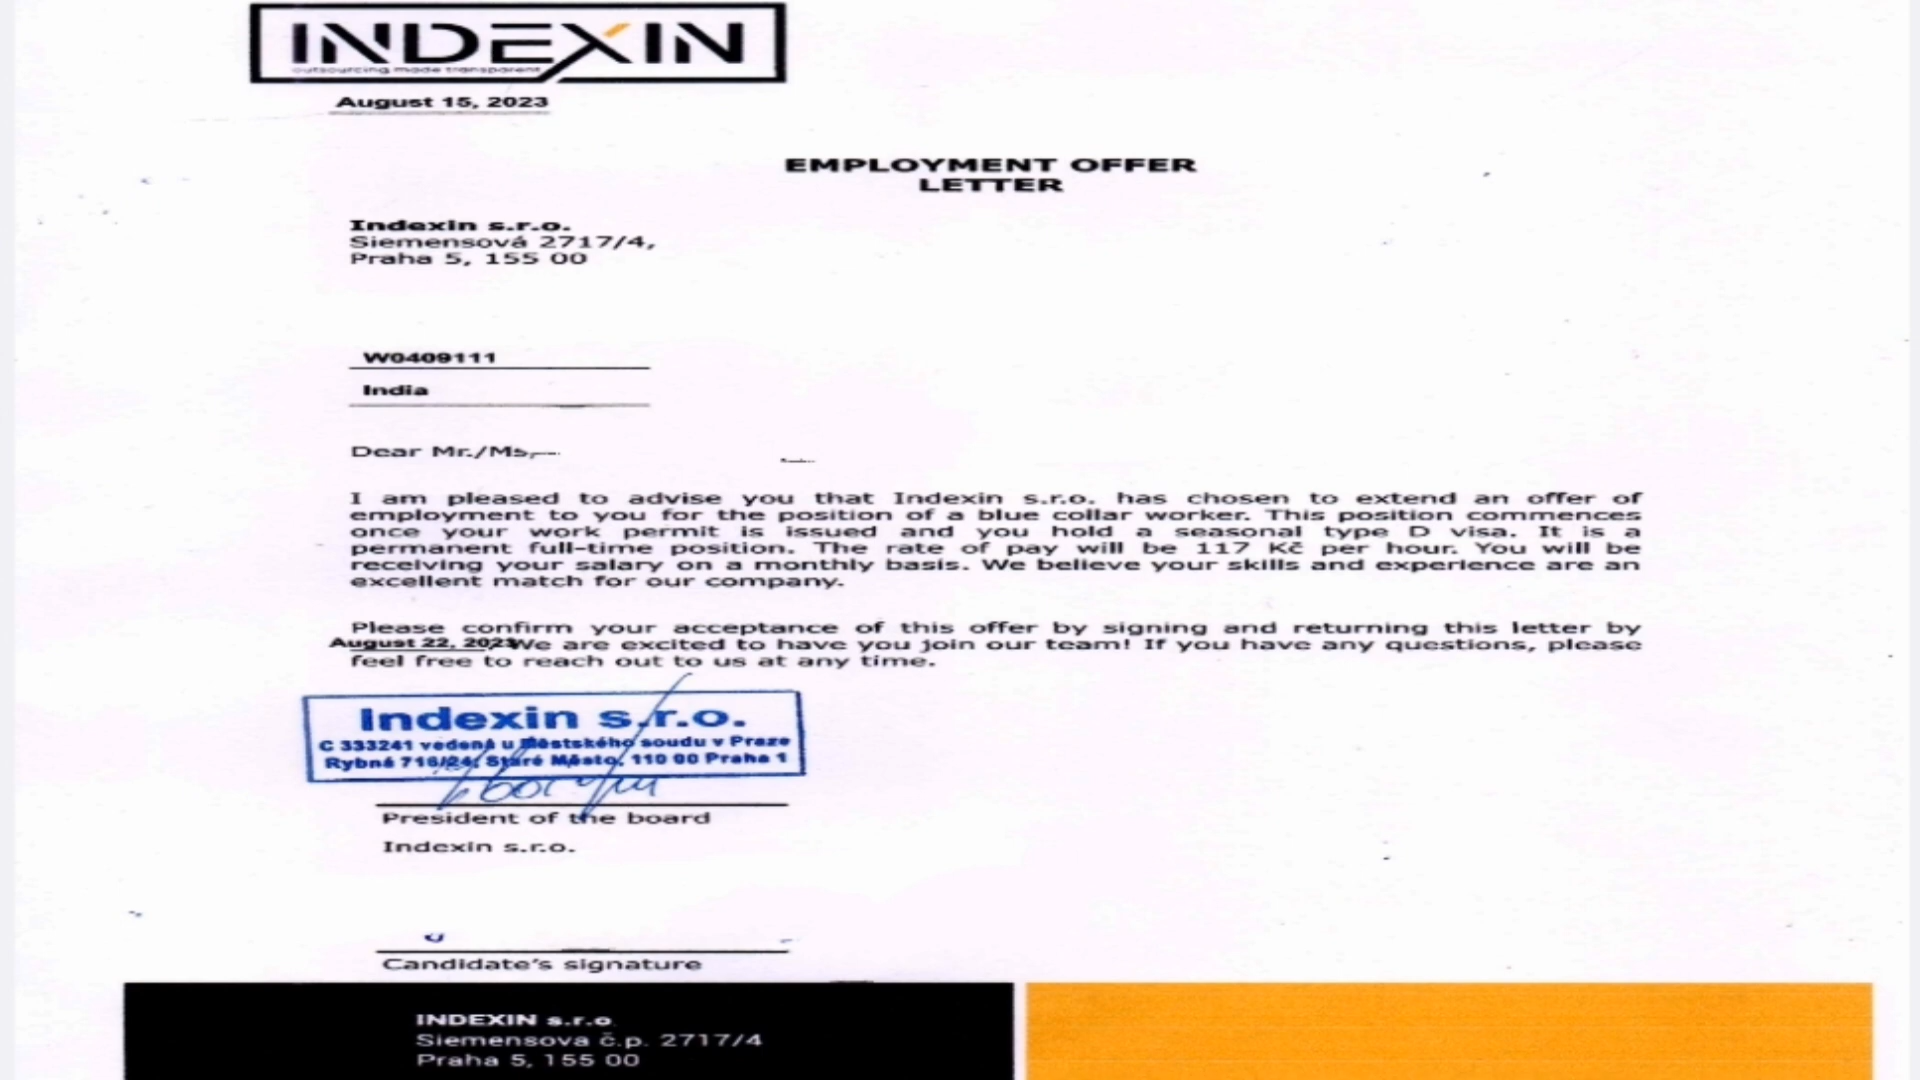 INDEXIN
outsourcing made transparent
August 15, 2023
EMPLOYMENT OFFER
LETTER
Indexin s.r.o.
Siemensová 2717/4,
Praha 5, 155 00
W0409111
India
Dear Mr./Ms,
I am pleased to advise you that Indexin s.r.o. has chosen to extend an offer of
employment to you for the position of a blue collar worker. This position commences
once your work permit is issued and you hold a seasonal type D visa. It is a
permanent full-time position. The rate of pay will be 117 Kč per hour. You will be
receiving your salary on a monthly basis. We believe your skills and experience are an
excellent match for our company.
Please confirm your acceptance of this offer by signing and returning this letter by
August 22, 2023 We are excited to have you join our team! If you have any questions, please
feel free to reach out to us at any time.
Indexin s.r.o.
C 333241 vedená u Městského soudu v Praze
Rybná 716/24, Staré Město, 110 00 Praha 1
President of the board
Indexin s.r.o.
Candidate's signature
INDEXIN s.r.o
Siemensova č.p. 2717/4
Praha 5, 155 00